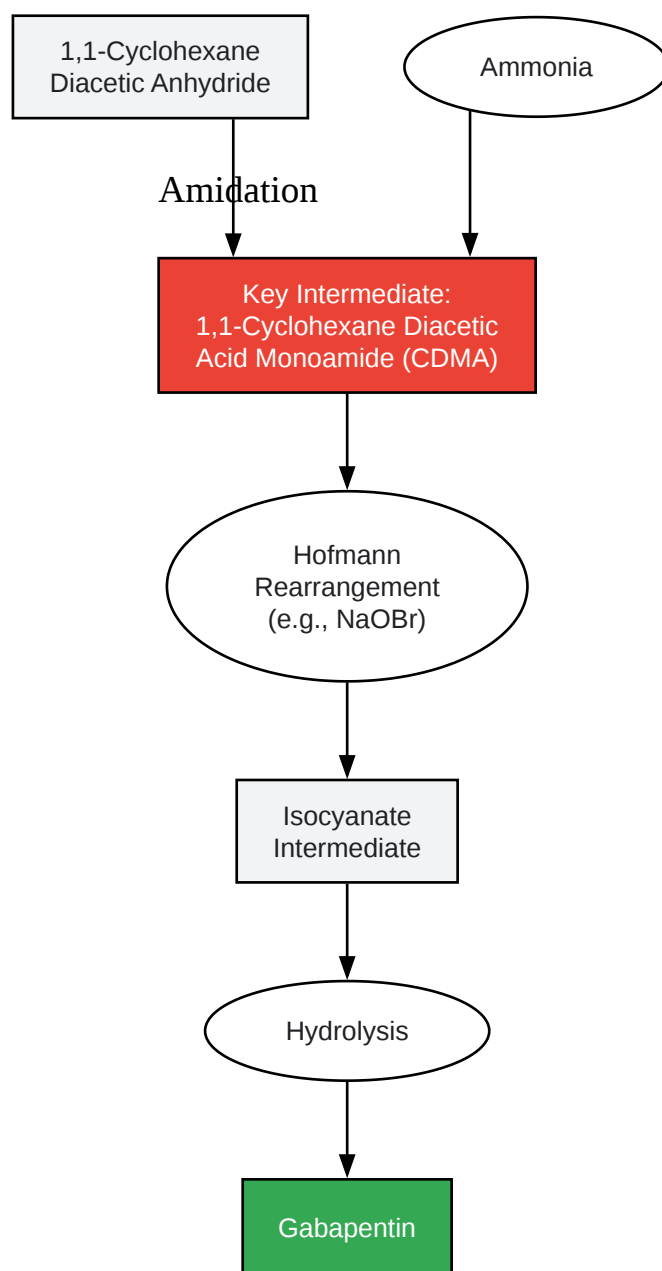 1,1-Cyclohexane
Diacetic Anhydride
Ammonia
Amidation
Key Intermediate:
1,1-Cyclohexane Diacetic
Acid Monoamide (CDMA)
Hofmann
Rearrangement
(e.g., NaOBr)
Isocyanate
Intermediate
Hydrolysis
Gabapentin